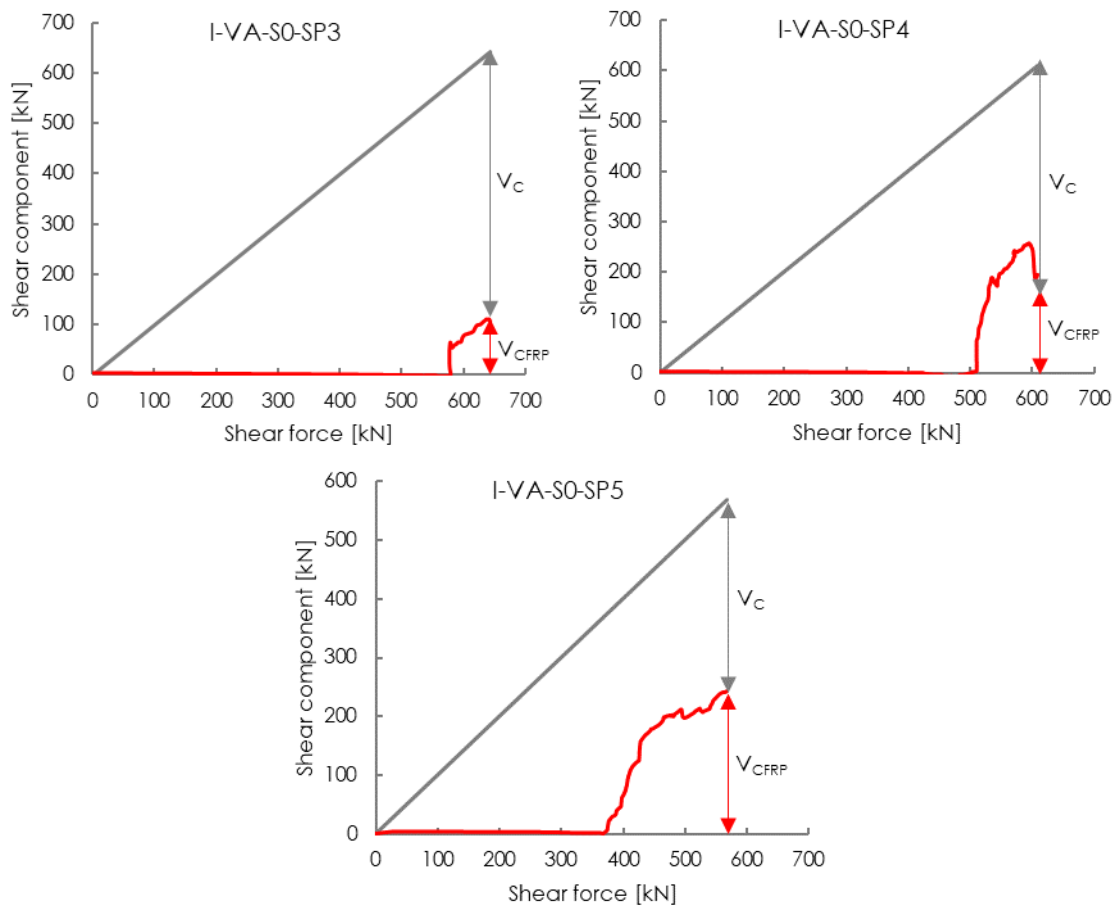 I-VA-S0-SP3
Shear component [kN]
700
600
500
400
300
200
100
0
V_C
V_CFRP
0 100 200 300 400 500 600 700
Shear force [kN]
I-VA-S0-SP4
Shear component [kN]
700
600
500
400
300
200
100
0
V_C
V_CFRP
0 100 200 300 400 500 600 700
Shear force [kN]
I-VA-S0-SP5
Shear component [kN]
600
500
400
300
200
100
0
V_C
V_CFRP
0 100 200 300 400 500 600 700
Shear force [kN]